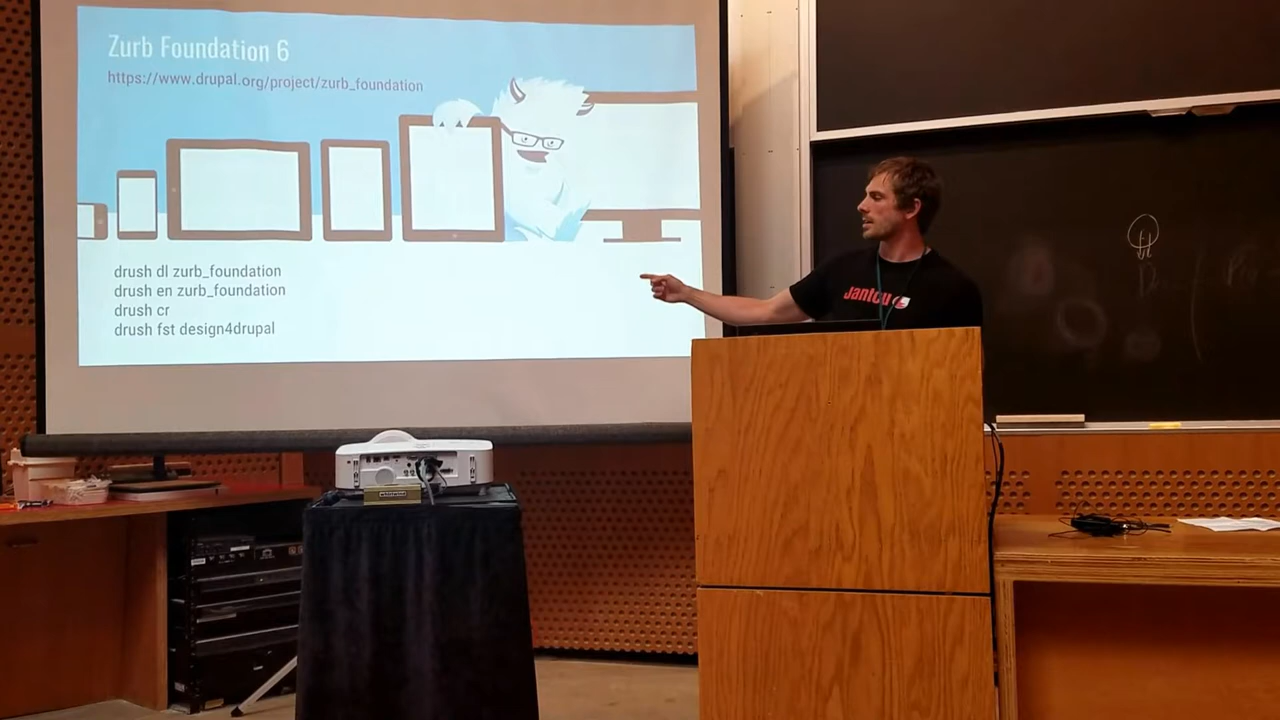 Zurb Foundation 6
https://www.drupal.org/project/zurb_foundation
drush dl zurb_foundation
drush en zurb_foundation
drush cr
drush fst design4drupal